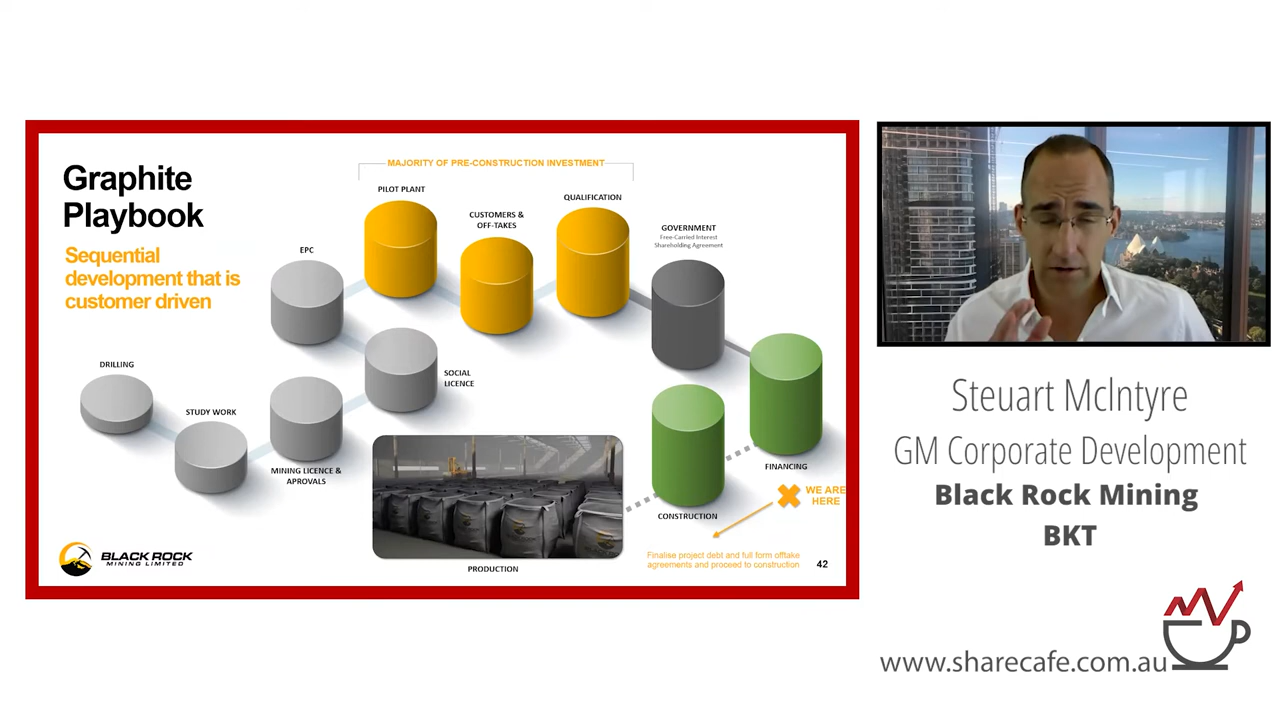 Graphite
Playbook
Sequential
development that is
customer driven
MAJORITY OF PRE-CONSTRUCTION INVESTMENT
PILOT PLANT
CUSTOMERS &
OFF-TAKES
QUALIFICATION
GOVERNMENT
Free-Carried Interest
Shareholding Agreement
EPC
SOCIAL
LICENCE
DRILLING
STUDY WORK
MINING LICENCE &
APROVALS
FINANCING
WE ARE
HERE
CONSTRUCTION
Finalise project debt and full form offtake
agreements and proceed to construction
PRODUCTION
BLACK ROCK
MINING LIMITED
42
Steuart McIntyre
GM Corporate Development
Black Rock Mining
BKT
www.sharecafe.com.au